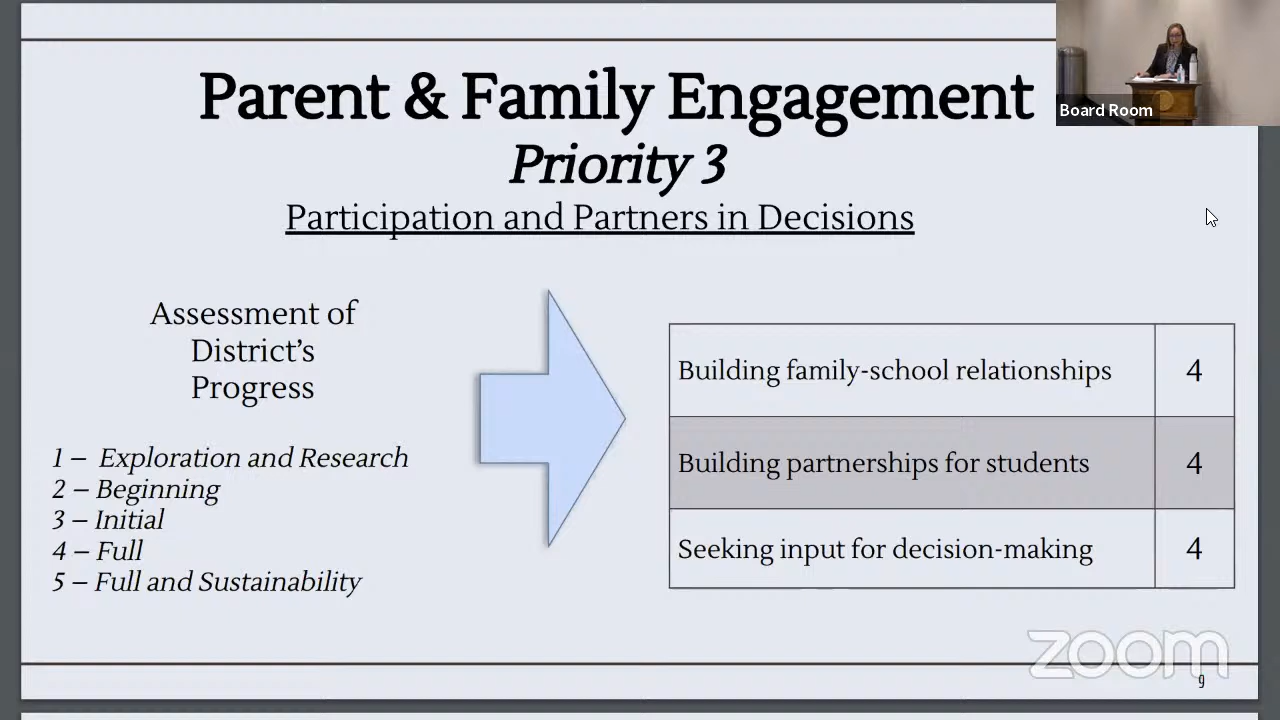 Parent & Family Engagement
Priority 3
Participation and Partners in Decisions
Board Room
Assessment of
District’s
Progress
1 – Exploration and Research
2 – Beginning
3 – Initial
4 – Full
5 – Full and Sustainability
Building family-school relationships 4
Building partnerships for students 4
Seeking input for decision-making 4
zoom
9